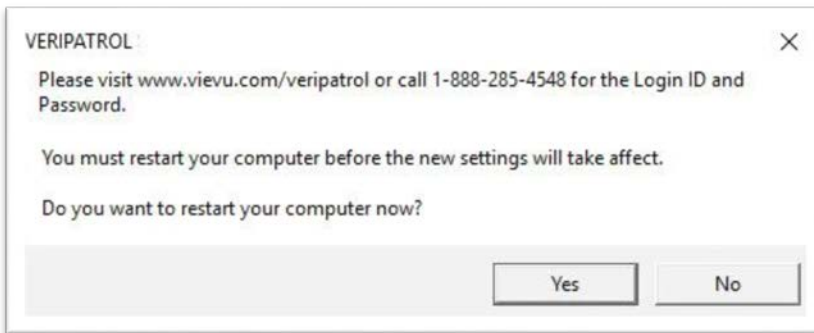 VERIPATROL
Please visit www.vievu.com/veripatrol or call 1-888-285-4548 for the Login ID and
Password.
You must restart your computer before the new settings will take affect.
Do you want to restart your computer now?
Yes No